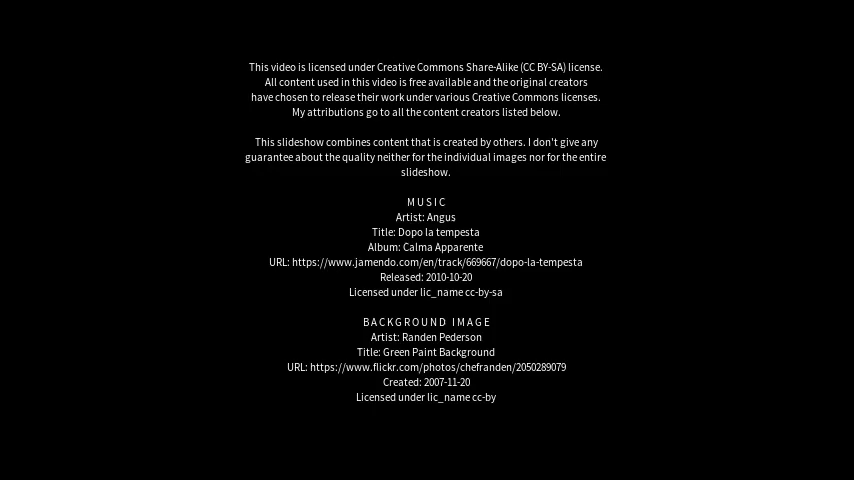 This video is licensed under Creative Commons Share-Alike (CC BY-SA) license.
All content used in this video is free available and the original creators
have chosen to release their work under various Creative Commons licenses.
My attributions go to all the content creators listed below.
This slideshow combines content that is created by others. I don't give any
guarantee about the quality neither for the individual images nor for the entire
slideshow.
MUSIC
Artist: Angus
Title: Dopo la tempesta
Album: Calma Apparente
URL: https://www.jamendo.com/en/track/669667/dopo-la-tempesta
Released: 2010-10-20
Licensed under lic_name cc-by-sa
BACKGROUND IMAGE
Artist: Randen Pederson
Title: Green Paint Background
URL: https://www.flickr.com/photos/chefranden/2050289079
Created: 2007-11-20
Licensed under lic_name cc-by